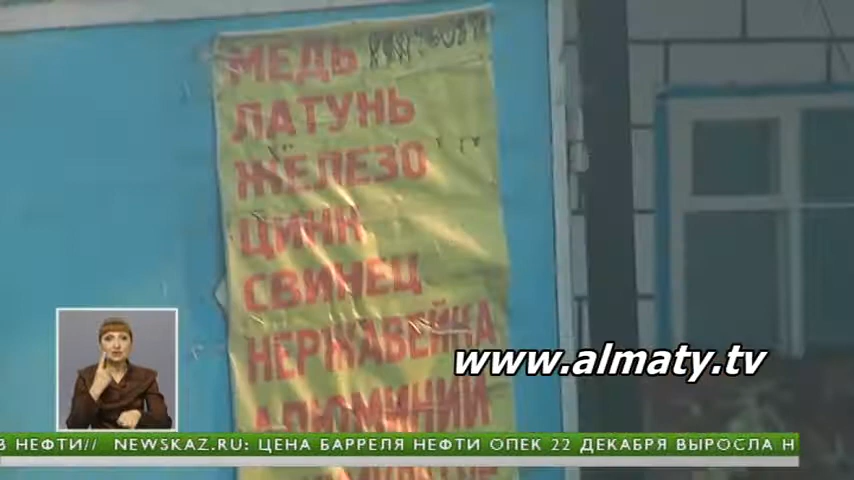 МЕДЬ
ЛАТУНЬ
ЖЕЛЕЗО
ЦИНК
СВИНЕЦ
НЕРЖАВЕЙКА
АЛЮМИНИЙ
www.almaty.tv
В НЕФТИ// NEWSKAZ.RU: ЦЕНА БАРРЕЛЯ НЕФТИ ОПЕК 22 ДЕКАБРЯ ВЫРОСЛА Н